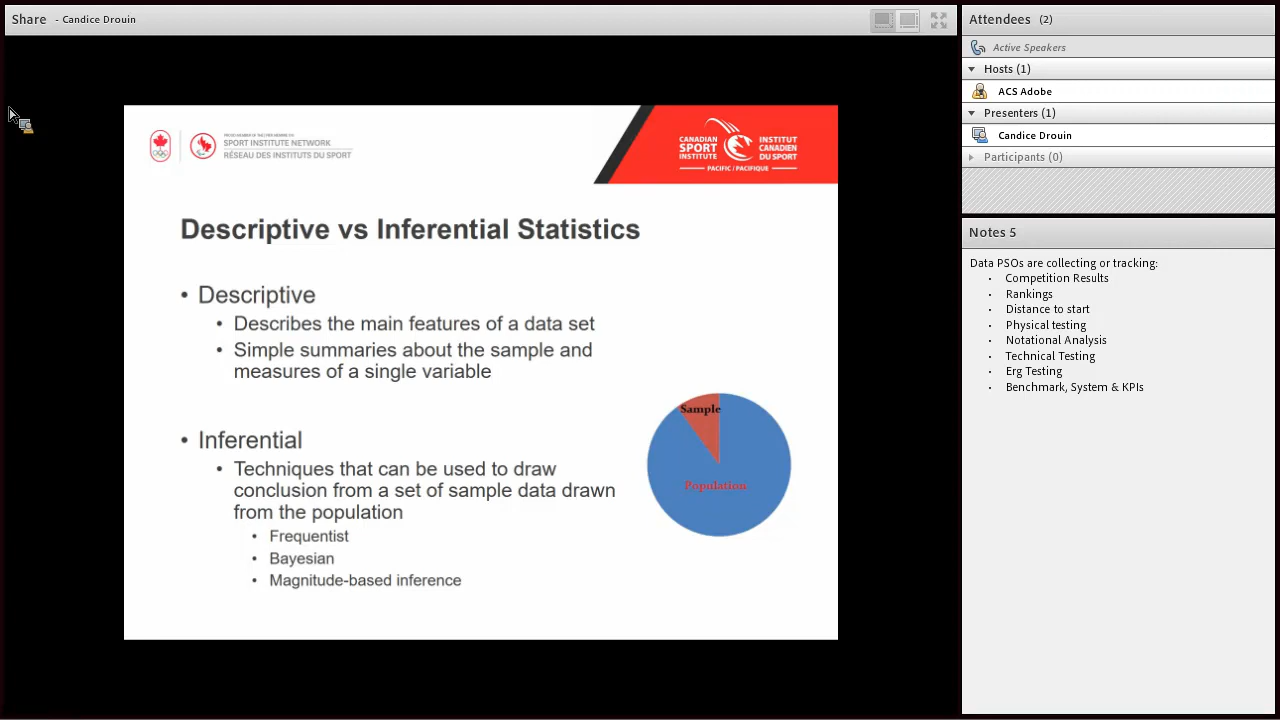 Share - Candice Drouin
SPORT INSTITUTE NETWORK
RÉSEAU DES INSTITUTS DU SPORT
CANADIAN SPORT INSTITUTE
INSTITUT CANADIEN DU SPORT
PACIFIC / PACIFIQUE
Descriptive vs Inferential Statistics
• Descriptive
• Describes the main features of a data set
• Simple summaries about the sample and
measures of a single variable
• Inferential
• Techniques that can be used to draw
conclusion from a set of sample data drawn
from the population
• Frequentist
• Bayesian
• Magnitude-based inference
Sample
Population
Attendees (2)
Active Speakers
Hosts (1)
ACS Adobe
Presenters (1)
Candice Drouin
Participants (0)
Notes 5
Data PSOs are collecting or tracking:
• Competition Results
• Rankings
• Distance to start
• Physical testing
• Notational Analysis
• Technical Testing
• Erg Testing
• Benchmark, System & KPIs